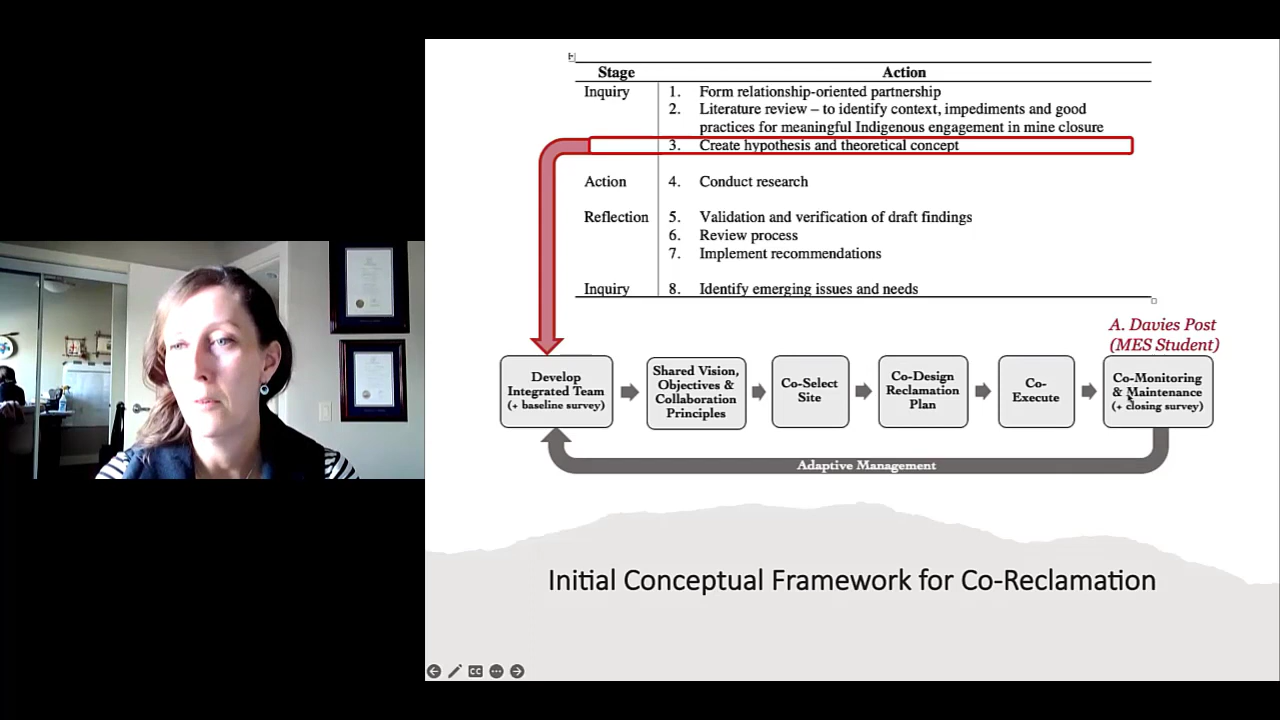 Stage Action
Inquiry 1. Form relationship-oriented partnership
2. Literature review – to identify context, impediments and good
practices for meaningful Indigenous engagement in mine closure
3. Create hypothesis and theoretical concept
Action 4. Conduct research
Reflection 5. Validation and verification of draft findings
6. Review process
7. Implement recommendations
Inquiry 8. Identify emerging issues and needs
A. Davies Post
(MES Student)
Develop
Integrated Team
(+ baseline survey)
Shared Vision,
Objectives &
Collaboration
Principles
Co-Select
Site
Co-Design
Reclamation
Plan
Co-
Execute
Co-Monitoring
& Maintenance
(+ closing survey)
Adaptive Management
Initial Conceptual Framework for Co-Reclamation
CC